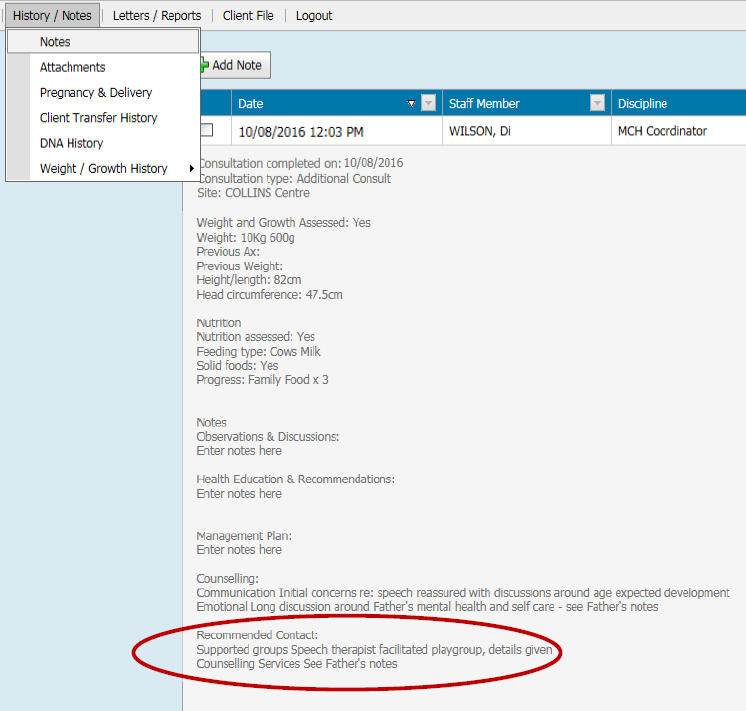 History / Notes
Letters / Reports
Client File
Logout
Notes
Attachments
Pregnancy & Delivery
Client Transfer History
DNA History
Weight / Growth History
Add Note
Date
Staff Member
Discipline
10/08/2016 12:03 PM
WILSON, Di
MCH Coordinator
Consultation completed on: 10/08/2016
Consultation type: Additional Consult
Site: COLLINS Centre
Weight and Growth Assessed: Yes
Weight: 10Kg 600g
Previous Ax:
Previous Weight:
Height/length: 82cm
Head circumference: 47.5cm
Nutrition
Nutrition assessed: Yes
Feeding type: Cows Milk
Solid foods: Yes
Progress: Family Food x 3
Notes
Observations & Discussions:
Enter notes here
Health Education & Recommendations:
Enter notes here
Management Plan:
Enter notes here
Counselling:
Communication Initial concerns re: speech reassured with discussions around age expected development
Emotional Long discussion around Father's mental health and self care - see Father's notes
Recommended Contact:
Supported groups Speech therapist facilitated playgroup, details given
Counselling Services See Father's notes